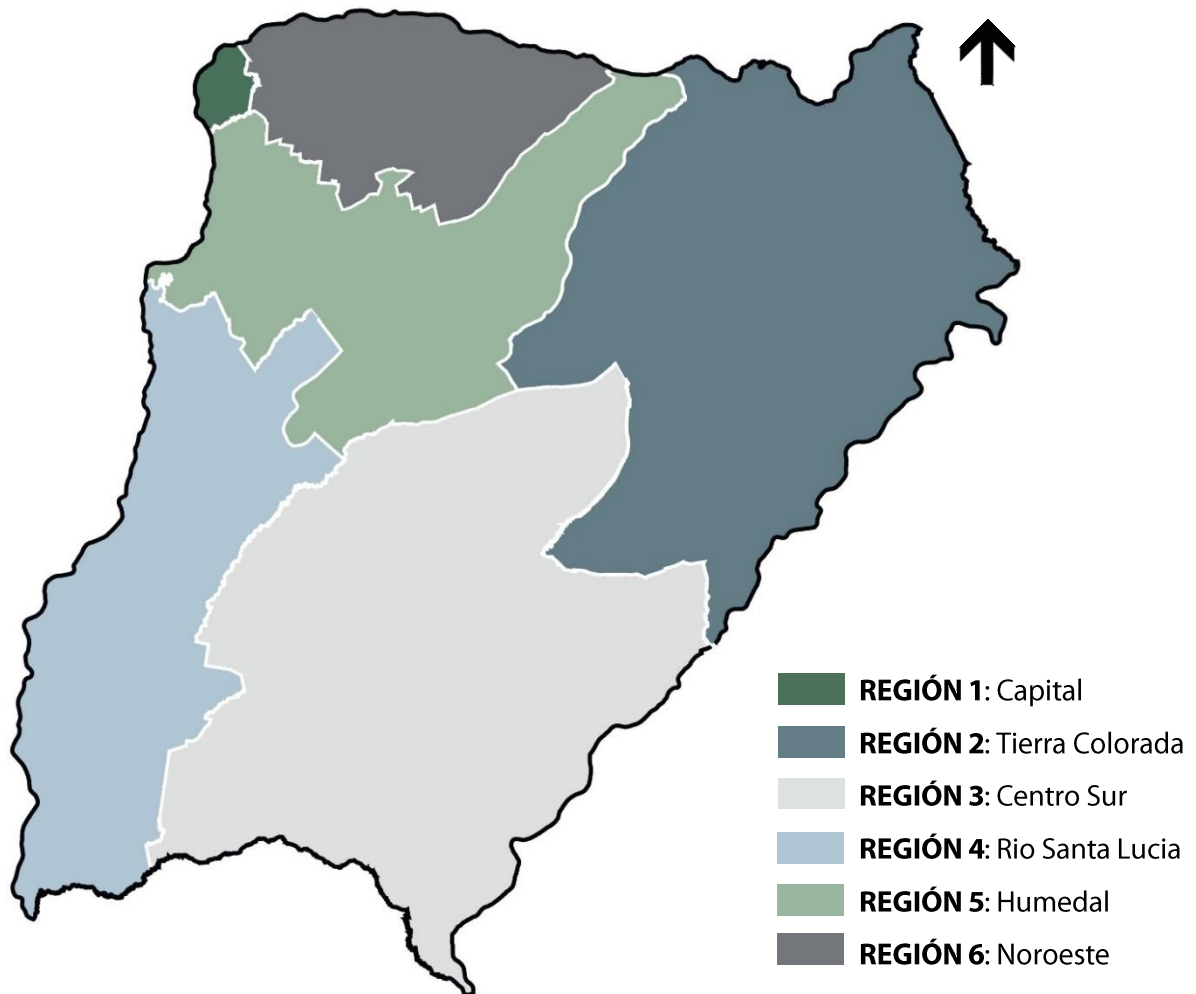 REGIÓN 1: Capital
REGIÓN 2: Tierra Colorada
REGIÓN 3: Centro Sur
REGIÓN 4: Rio Santa Lucia
REGIÓN 5: Humedal
REGIÓN 6: Noroeste